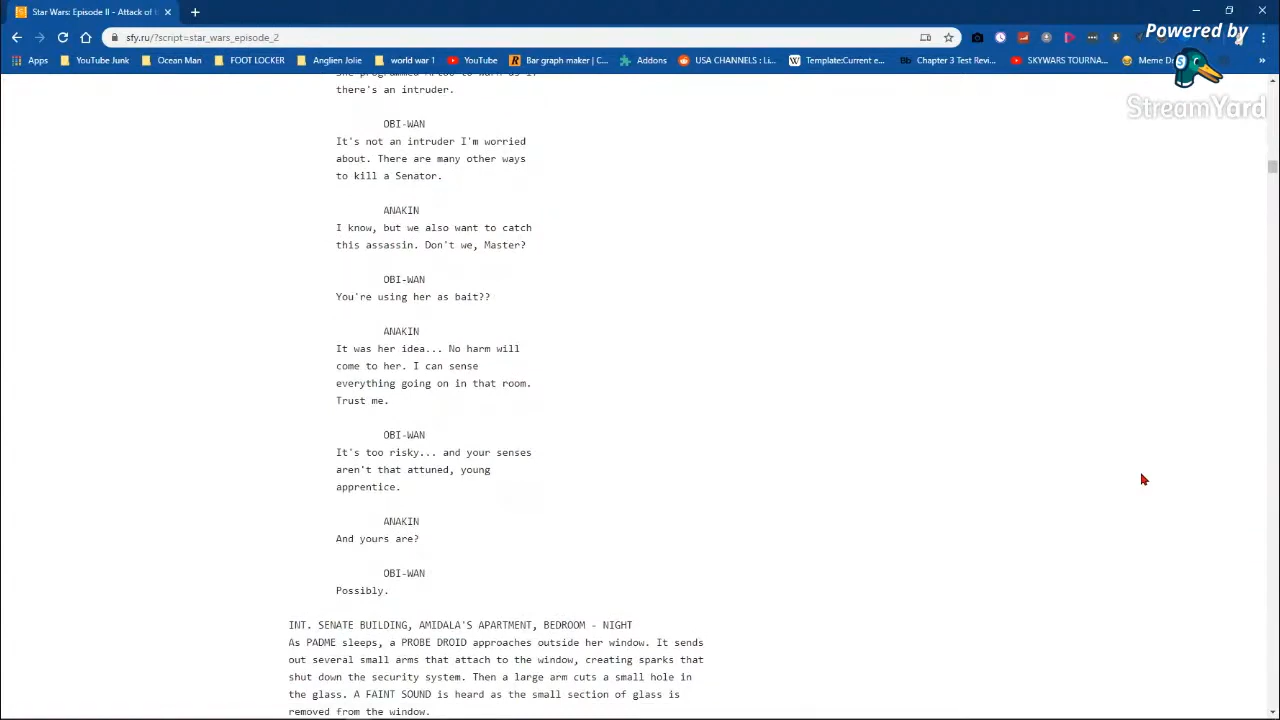 Star Wars: Episode II - Attack of
sfy.ru/?script=star_wars_episode_2
Powered by
StreamYard
Apps
YouTube Junk
Ocean Man
FOOT LOCKER
Anglien Jolie
world war 1
YouTube
Bar graph maker | C...
Addons
USA CHANNELS : Li...
Template:Current e...
Chapter 3 Test Revi...
SKYWARS TOURNA...
there's an intruder.
OBI-WAN
It's not an intruder I'm worried
about. There are many other ways
to kill a Senator.
ANAKIN
I know, but we also want to catch
this assassin. Don't we, Master?
OBI-WAN
You're using her as bait??
ANAKIN
It was her idea... No harm will
come to her. I can sense
everything going on in that room.
Trust me.
OBI-WAN
It's too risky... and your senses
aren't that attuned, young
apprentice.
ANAKIN
And yours are?
OBI-WAN
Possibly.
INT. SENATE BUILDING, AMIDALA'S APARTMENT, BEDROOM - NIGHT
As PADME sleeps, a PROBE DROID approaches outside her window. It sends
out several small arms that attach to the window, creating sparks that
shut down the security system. Then a large arm cuts a small hole in
the glass. A FAINT SOUND is heard as the small section of glass is
removed from the window.